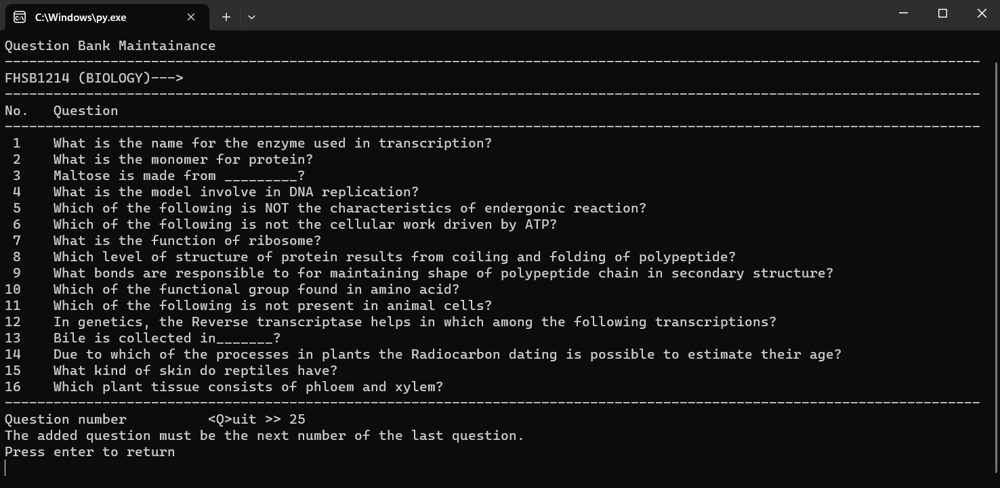 C:\Windows\py.exe
Question Bank Maintainance
------------------------------------------------------------------------------------------------------------------------
FHSB1214 (BIOLOGY)--->
------------------------------------------------------------------------------------------------------------------------
No.   Question
------------------------------------------------------------------------------------------------------------------------
 1    What is the name for the enzyme used in transcription?
 2    What is the monomer for protein?
 3    Maltose is made from _________?
 4    What is the model involve in DNA replication?
 5    Which of the following is NOT the characteristics of endergonic reaction?
 6    Which of the following is not the cellular work driven by ATP?
 7    What is the function of ribosome?
 8    Which level of structure of protein results from coiling and folding of polypeptide?
 9    What bonds are responsible to for maintaining shape of polypeptide chain in secondary structure?
10    Which of the functional group found in amino acid?
11    Which of the following is not present in animal cells?
12    In genetics, the Reverse transcriptase helps in which among the following transcriptions?
13    Bile is collected in_______?
14    Due to which of the processes in plants the Radiocarbon dating is possible to estimate their age?
15    What kind of skin do reptiles have?
16    Which plant tissue consists of phloem and xylem?
------------------------------------------------------------------------------------------------------------------------
Question number          <Q>uit >> 25
The added question must be the next number of the last question.
Press enter to return